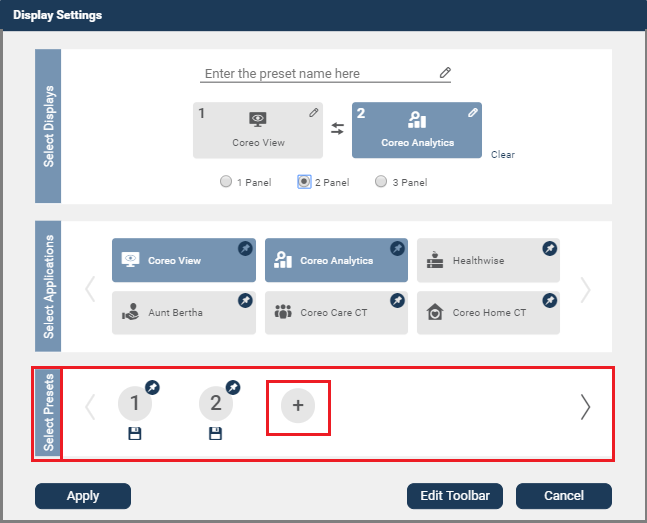 Display Settings
Select Displays
Enter the preset name here
1
Coreo View
2
Coreo Analytics
Clear
1 Panel
2 Panel
3 Panel
Select Applications
Coreo View
Coreo Analytics
Healthwise
Aunt Bertha
Coreo Care CT
Coreo Home CT
Select Presets
1
2
+
Apply
Edit Toolbar
Cancel